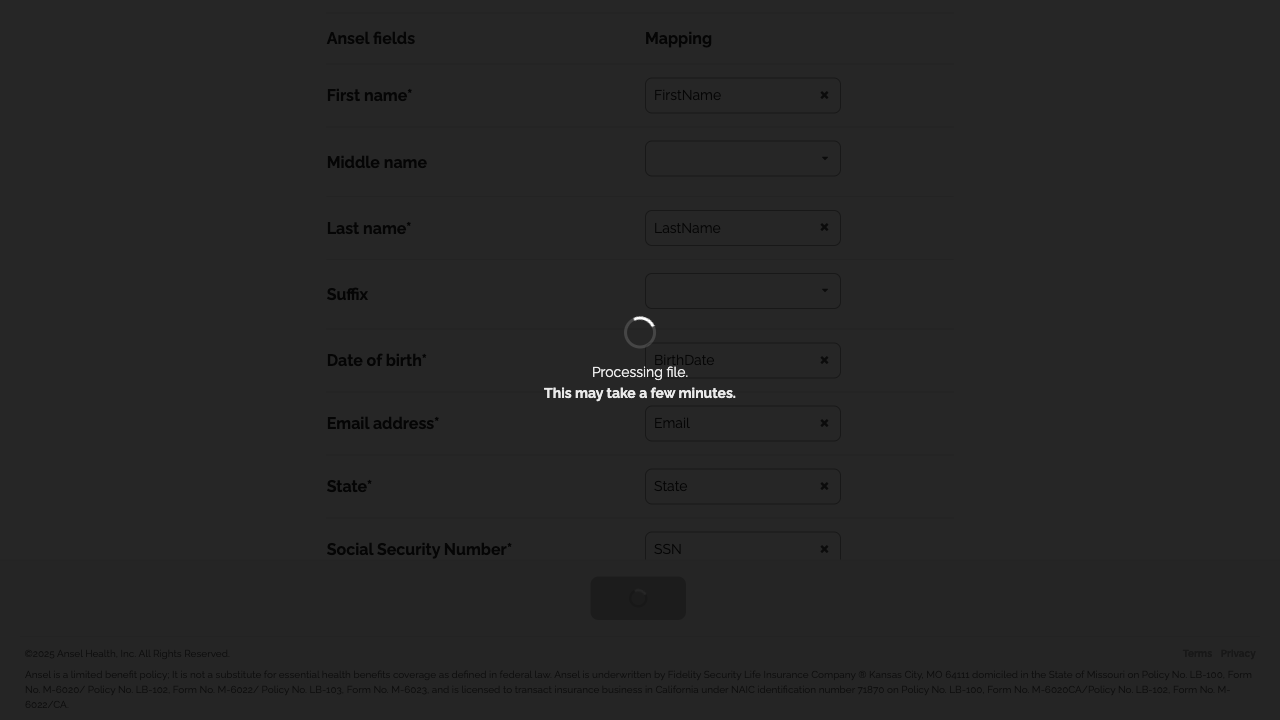 Ansel fields
Mapping
First name*
FirstName
Middle name
Last name*
LastName
Suffix
Date of birth*
BirthDate
Processing file.
This may take a few minutes.
Email address*
Email
State*
State
Social Security Number*
SSN
©2025 Ansel Health, Inc. All Rights Reserved.
Terms Privacy
Ansel is a limited benefit policy; It is not a substitute for essential health benefits coverage as defined in federal law. Ansel is underwritten by Fidelity Security Life Insurance Company ® Kansas City, MO 64111 domiciled in the State of Missouri on Policy No. LB-100, Form
No. M-6020/ Policy No. LB-102, Form No. M-6022/ Policy No. LB-103, Form No. M-6023, and is licensed to transact insurance business in California under NAIC identification number 71870 on Policy No. LB-100, Form No. M-6020CA/Policy No. LB-102, Form No. M-
6022/CA.